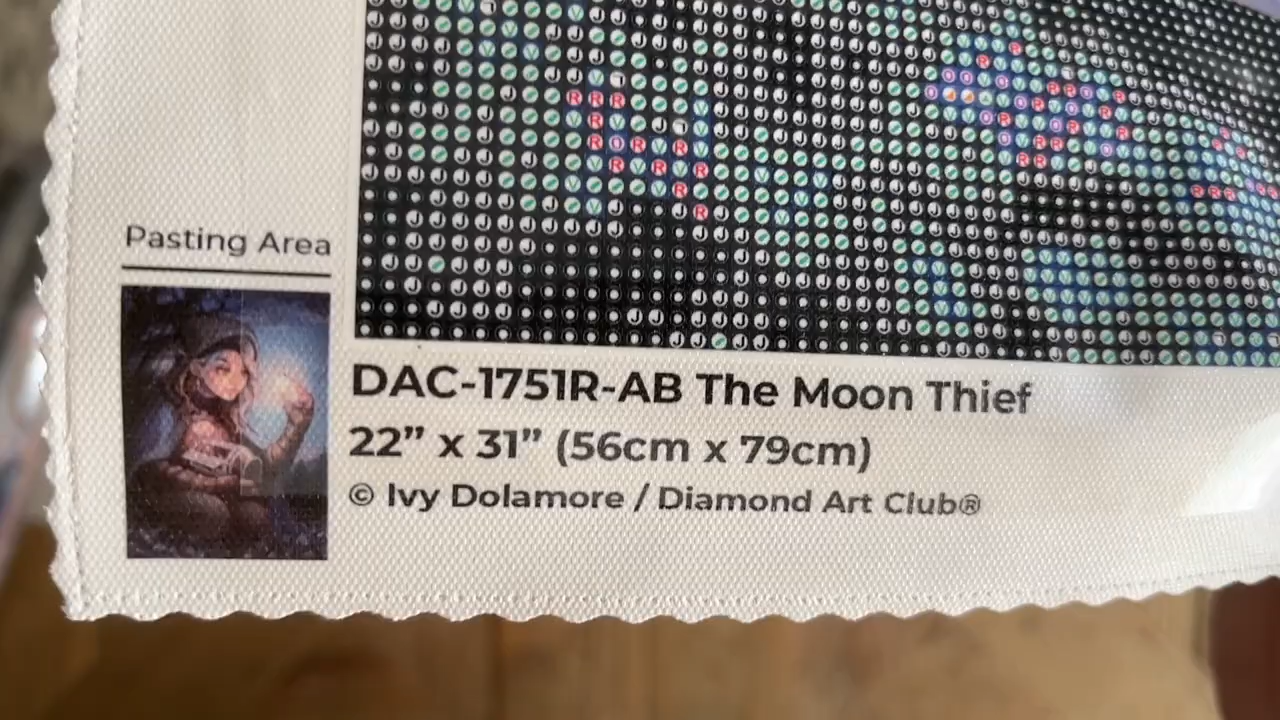 Pasting Area
DAC-1751R-AB The Moon Thief
22” x 31” (56cm x 79cm)
© Ivy Dolamore / Diamond Art Club®